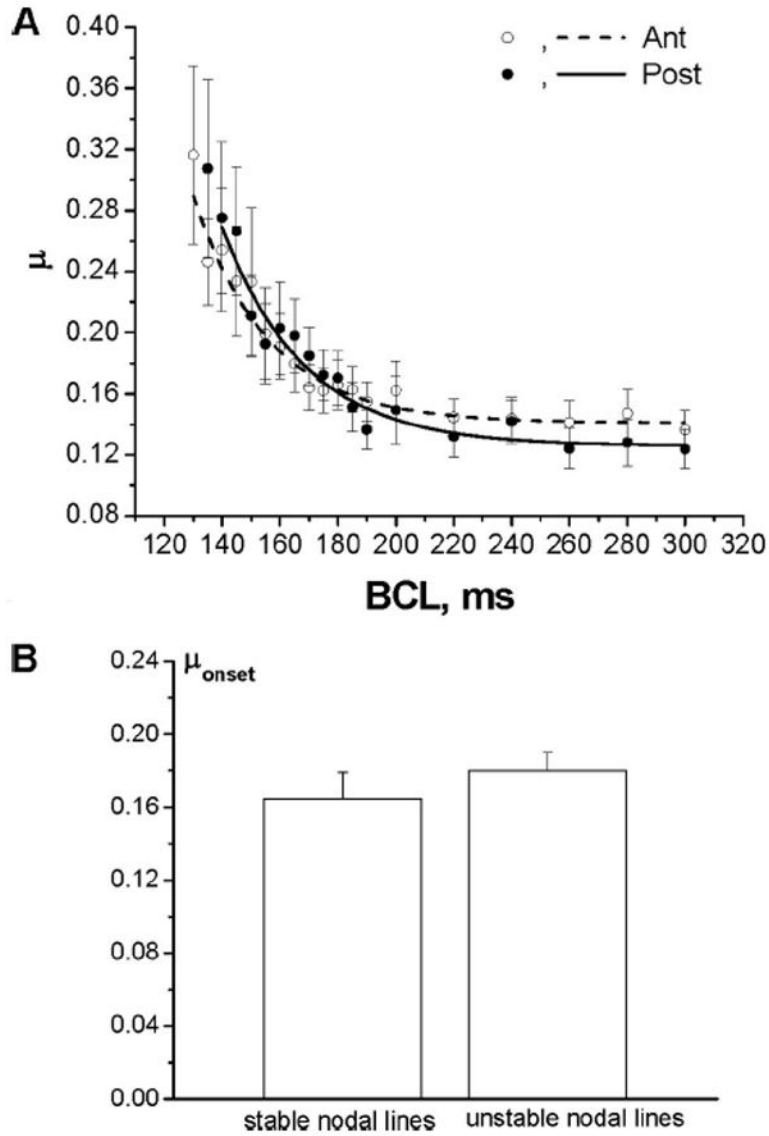 A
0.40
0.36
0.32
0.28
0.24
0.20
0.16
0.12
0.08
μ
, Ant
, Post
120 140 160 180 200 220 240 260 280 300 320
BCL, ms
B
μonset
0.24
0.20
0.16
0.12
0.08
0.04
0.00
stable nodal lines unstable nodal lines